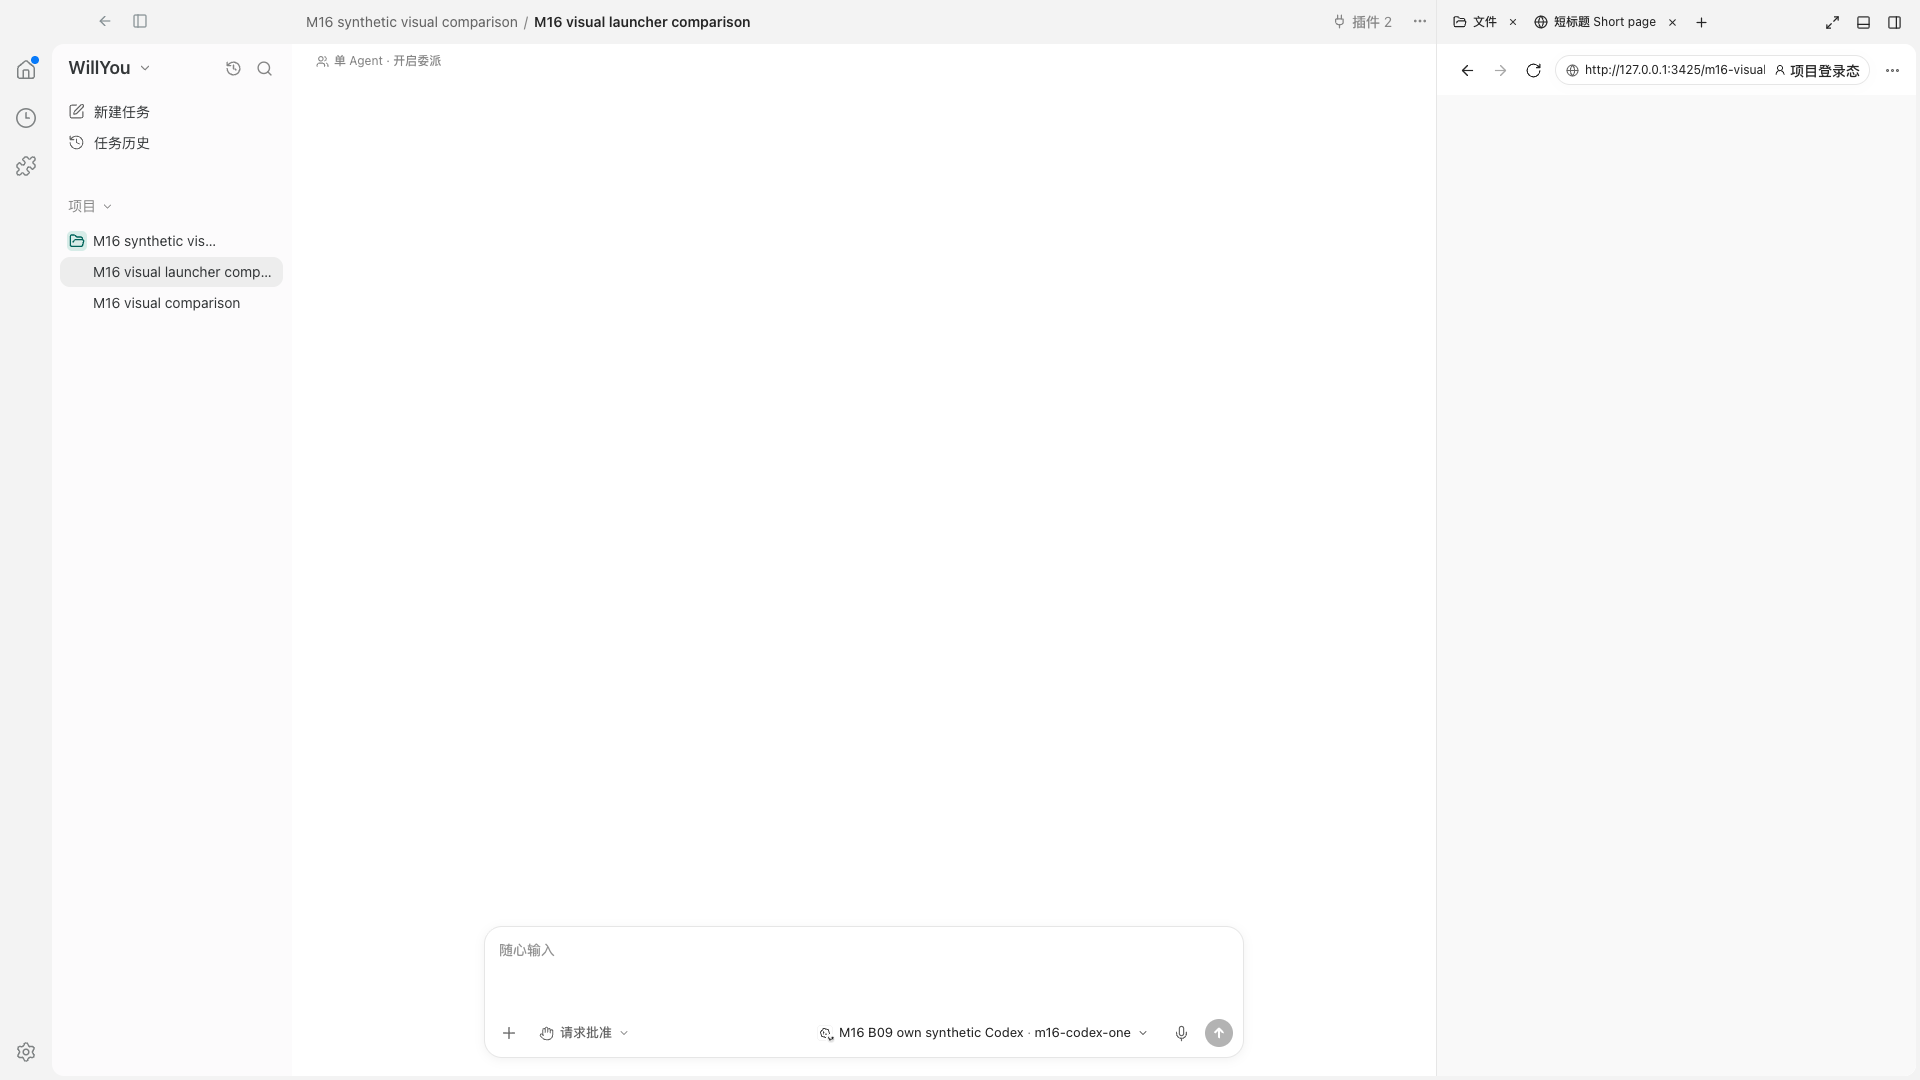 M16 synthetic visual comparison / M16 visual launcher comparison
插件 2
文件
短标题 Short page
WillYou
单 Agent · 开启委派
http://127.0.0.1:3425/m16-visual
项目登录态
新建任务
任务历史
项目
M16 synthetic vis...
M16 visual launcher comp...
M16 visual comparison
随心输入
请求批准
M16 B09 own synthetic Codex · m16-codex-one